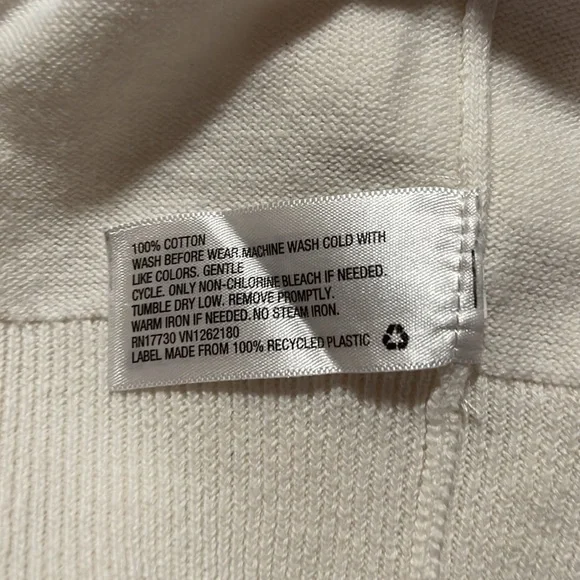 100% COTTON
WASH BEFORE WEAR.MACHINE WASH COLD WITH
LIKE COLORS. GENTLE
CYCLE. ONLY NON-CHLORINE BLEACH IF NEEDED.
TUMBLE DRY LOW. REMOVE PROMPTLY.
WARM IRON IF NEEDED. NO STEAM IRON.
RN17730 VN1262180
LABEL MADE FROM 100% RECYCLED PLASTIC